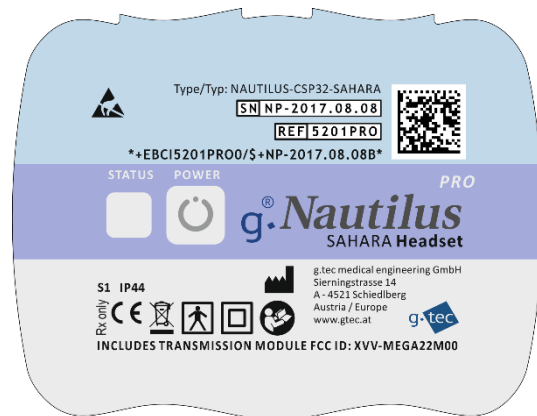 Type/Typ: NAUTILUS-CSP32-SAHARA
SN NP-2017.08.08
REF 5201PRO
*+EBCI5201PRO0/$+NP-2017.08.08B*
STATUS POWER
PRO
g.®Nautilus
SAHARA Headset
g.tec medical engineering GmbH
Sierningstrasse 14
A - 4521 Schiedlberg
Austria / Europe
www.gtec.at
S1 IP44
Rx only
CE
g.tec
INCLUDES TRANSMISSION MODULE FCC ID: XVV-MEGA22M00